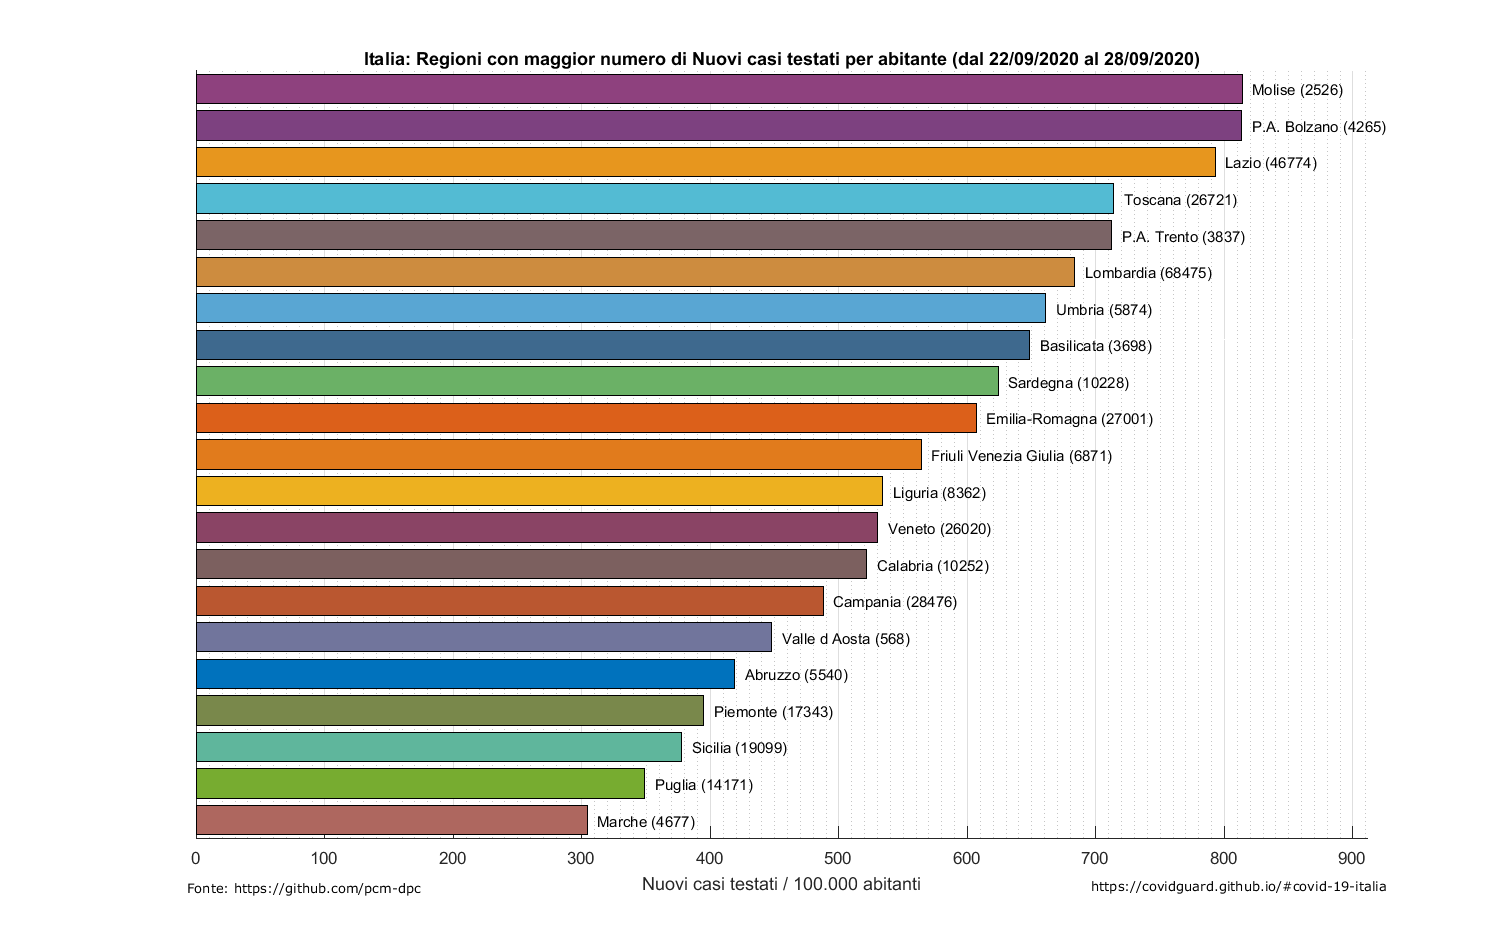 Italia: Regioni con maggior numero di Nuovi casi testati per abitante (dal 22/09/2020 al 28/09/2020)
Molise (2526)
P.A. Bolzano (4265)
Lazio (46774)
Toscana (26721)
P.A. Trento (3837)
Lombardia (68475)
Umbria (5874)
Basilicata (3698)
Sardegna (10228)
Emilia-Romagna (27001)
Friuli Venezia Giulia (6871)
Liguria (8362)
Veneto (26020)
Calabria (10252)
Campania (28476)
Valle d Aosta (568)
Abruzzo (5540)
Piemonte (17343)
Sicilia (19099)
Puglia (14171)
Marche (4677)
0 100 200 300 400 500 600 700 800 900
Nuovi casi testati / 100.000 abitanti
Fonte: https://github.com/pcm-dpc
https://covidguard.github.io/#covid-19-italia